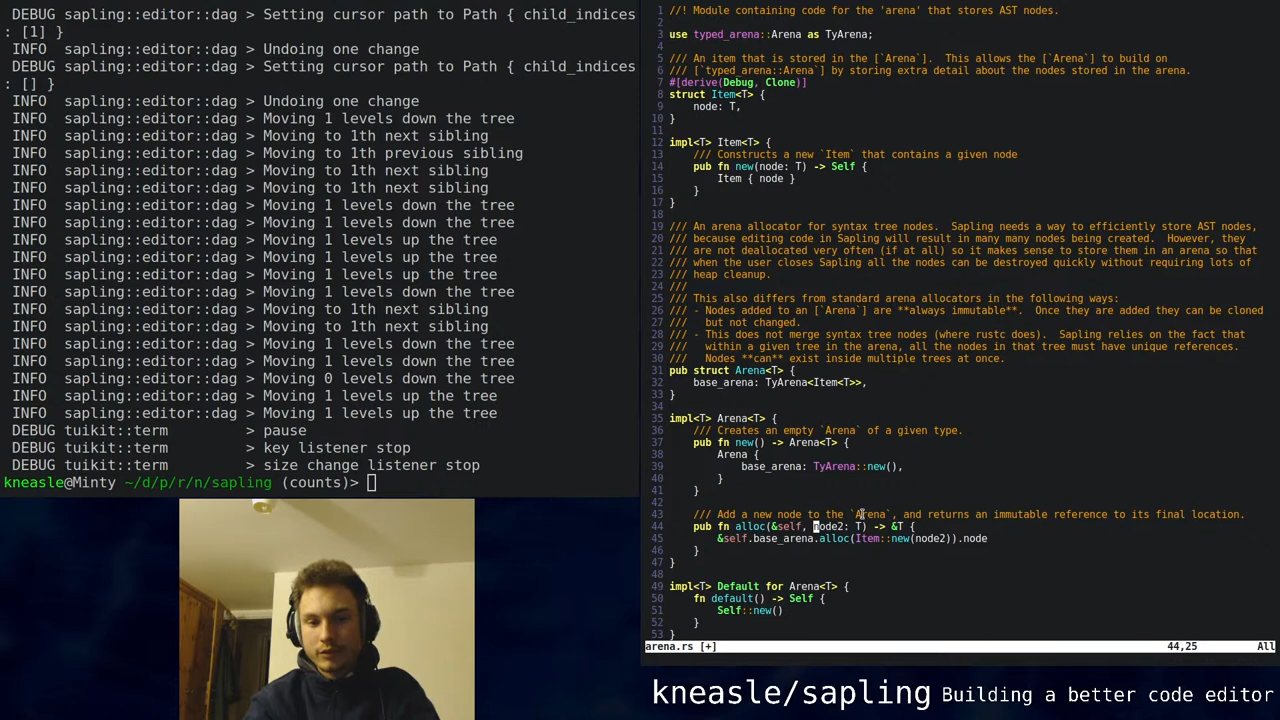 DEBUG sapling::editor::dag > Setting cursor path to Path { child_indices
: [1] }
INFO  sapling::editor::dag > Undoing one change
DEBUG sapling::editor::dag > Setting cursor path to Path { child_indices
: [] }
INFO  sapling::editor::dag > Undoing one change
INFO  sapling::editor::dag > Moving 1 levels down the tree
INFO  sapling::editor::dag > Moving to 1th next sibling
INFO  sapling::editor::dag > Moving to 1th previous sibling
INFO  sapling::editor::dag > Moving to 1th next sibling
INFO  sapling::editor::dag > Moving to 1th next sibling
INFO  sapling::editor::dag > Moving 1 levels down the tree
INFO  sapling::editor::dag > Moving 1 levels down the tree
INFO  sapling::editor::dag > Moving 1 levels up the tree
INFO  sapling::editor::dag > Moving 1 levels up the tree
INFO  sapling::editor::dag > Moving 1 levels up the tree
INFO  sapling::editor::dag > Moving 1 levels down the tree
INFO  sapling::editor::dag > Moving to 1th next sibling
INFO  sapling::editor::dag > Moving to 1th next sibling
INFO  sapling::editor::dag > Moving 1 levels down the tree
INFO  sapling::editor::dag > Moving 1 levels down the tree
INFO  sapling::editor::dag > Moving 0 levels down the tree
INFO  sapling::editor::dag > Moving 1 levels up the tree
INFO  sapling::editor::dag > Moving 1 levels up the tree
DEBUG tuikit::term         > pause
DEBUG tuikit::term         > key listener stop
DEBUG tuikit::term         > size change listener stop
kneasle@Minty ~/d/p/r/n/sapling (counts)>
1 //! Module containing code for the 'arena' that stores AST nodes.
2
3 use typed_arena::Arena as TyArena;
4
5 /// An item that is stored in the [`Arena`].  This allows the [`Arena`] to build on
6 /// [`typed_arena::Arena`] by storing extra detail about the nodes stored in the arena.
7 #[derive(Debug, Clone)]
8 struct Item<T> {
9     node: T,
10 }
11
12 impl<T> Item<T> {
13     /// Constructs a new `Item` that contains a given node
14     pub fn new(node: T) -> Self {
15         Item { node }
16     }
17 }
18
19 /// An arena allocator for syntax tree nodes.  Sapling needs a way to efficiently store AST nodes,
20 /// because editing code in Sapling will result in many many nodes being created.  However, they
21 /// are not deallocated very often (if at all) so it makes sense to store them in an arena so that
22 /// when the user closes Sapling all the nodes can be destroyed quickly without requiring lots of
23 /// heap cleanup.
24 ///
25 /// This also differs from standard arena allocators in the following ways:
26 /// - Nodes added to an [`Arena`] are **always immutable**.  Once they are added they can be cloned
27 ///   but not changed.
28 /// - This does not merge syntax tree nodes (where rustc does).  Sapling relies on the fact that
29 ///   within a given tree in the arena, all the nodes in that tree must have unique references.
30 ///   Nodes **can** exist inside multiple trees at once.
31 pub struct Arena<T> {
32     base_arena: TyArena<Item<T>>,
33 }
34
35 impl<T> Arena<T> {
36     /// Creates an empty `Arena` of a given type.
37     pub fn new() -> Arena<T> {
38         Arena {
39             base_arena: TyArena::new(),
40         }
41     }
42
43     /// Add a new node to the `Arena`, and returns an immutable reference to its final location.
44     pub fn alloc(&self, node2: T) -> &T {
45         &self.base_arena.alloc(Item::new(node2)).node
46     }
47 }
48
49 impl<T> Default for Arena<T> {
50     fn default() -> Self {
51         Self::new()
52     }
53 }
arena.rs [+] 44,25 All
kneasle/sapling Building a better code editor